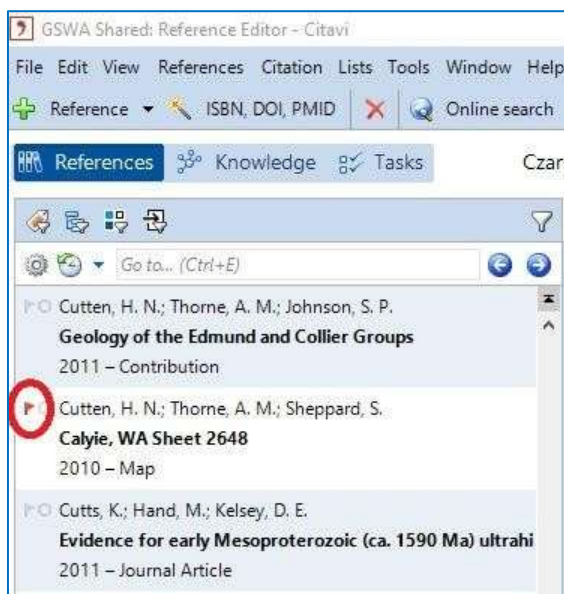 GSWA Shared: Reference Editor - Citavi
File Edit View References Citation Lists Tools Window Help
Reference ISBN, DOI, PMID Online search
References Knowledge Tasks Czar
Go to... (Ctrl+E)
Cutten, H. N.; Thorne, A. M.; Johnson, S. P.
Geology of the Edmund and Collier Groups
2011 – Contribution
Cutten, H. N.; Thorne, A. M.; Sheppard, S.
Calyie, WA Sheet 2648
2010 – Map
Cutts, K.; Hand, M.; Kelsey, D. E.
Evidence for early Mesoproterozoic (ca. 1590 Ma) ultrahi
2011 – Journal Article